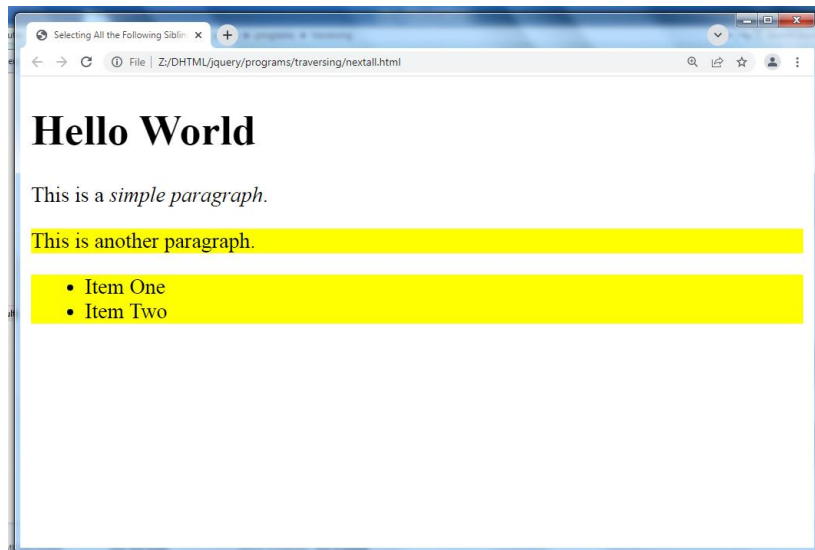 Selecting All the Following Siblin
File | Z:/DHTML/jquery/programs/traversing/nextall.html
Hello World
This is a simple paragraph.
This is another paragraph.
• Item One
• Item Two